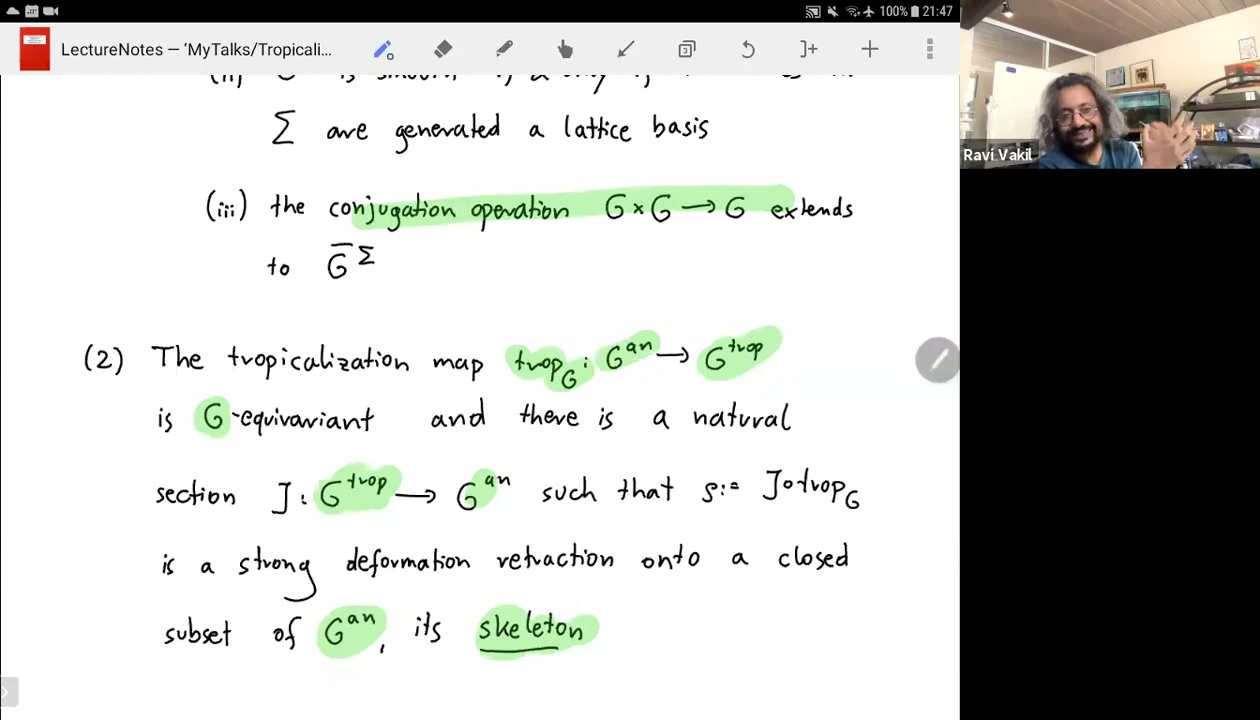 100% 21:47
LectureNotes — ‘MyTalks/Tropicali...
Σ are generated a lattice basis
(iii) the conjugation operation G × G → G extends
to G̅^Σ
(2) The tropicalization map trop_G : G^an → G^trop
is G-equivariant and there is a natural
section J : G^trop → G^an such that ρ := J∘trop_G
is a strong deformation retraction onto a closed
subset of G^an, its skeleton
Ravi Vakil